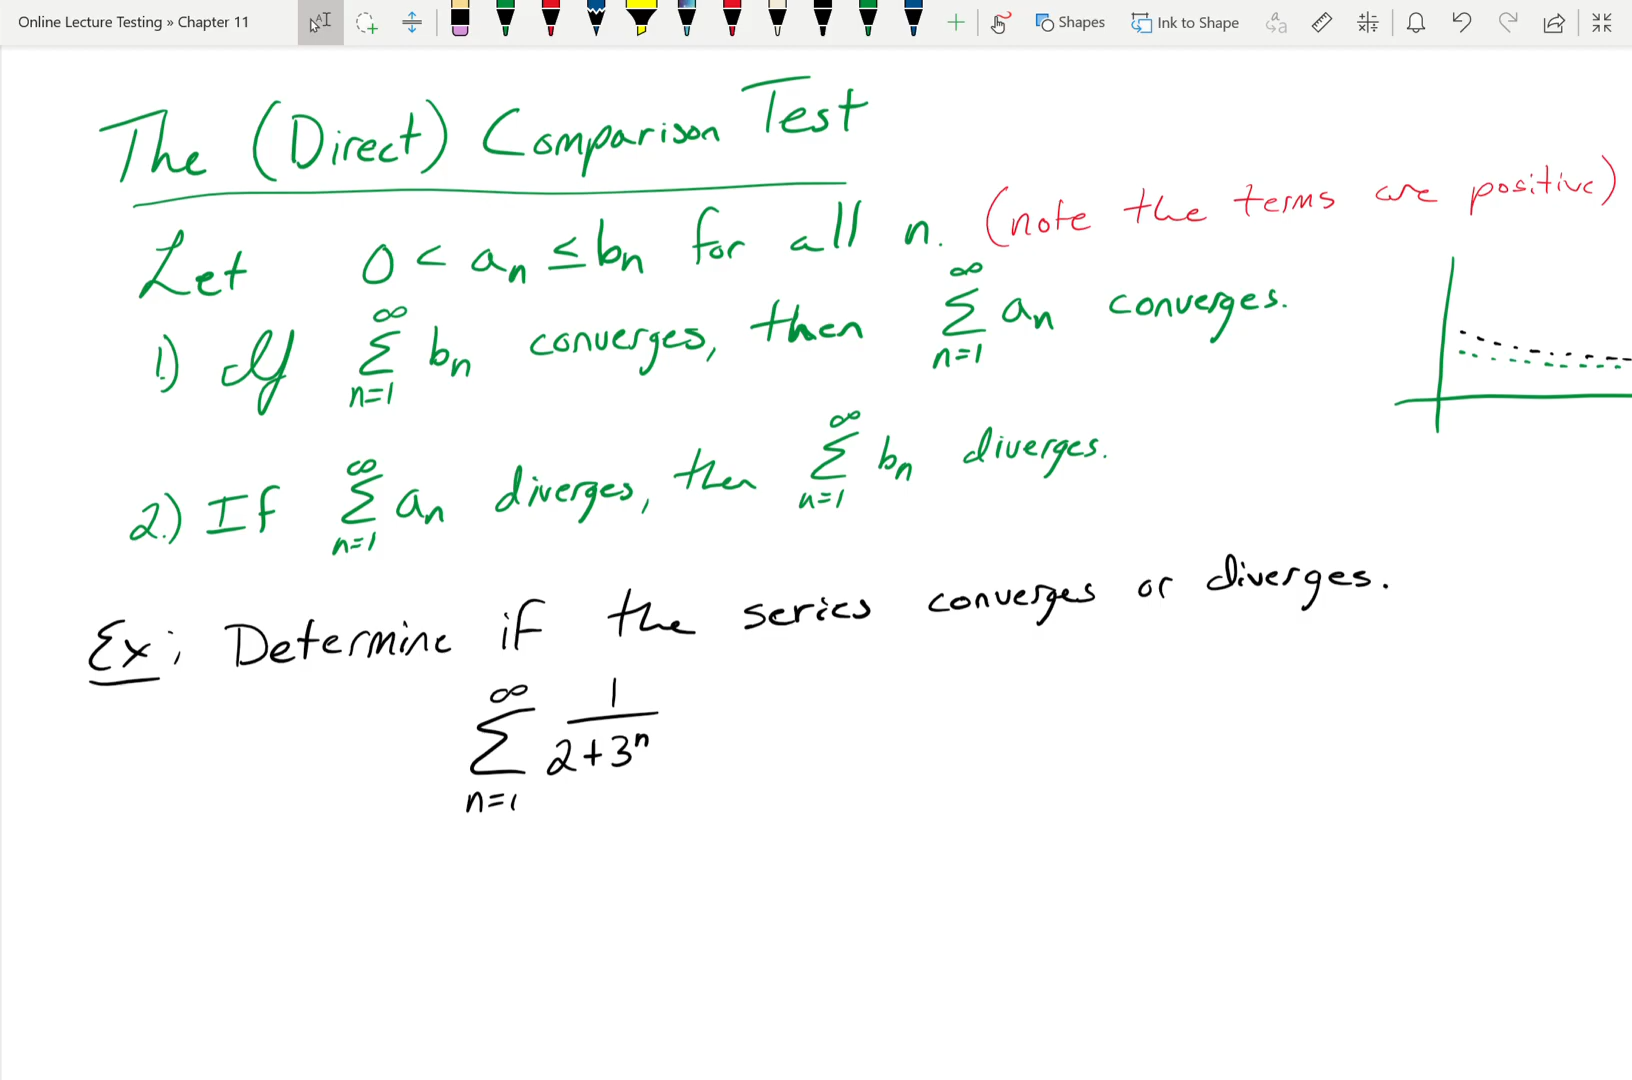 Online Lecture Testing » Chapter 11
Shapes
Ink to Shape
The (Direct) Comparison Test
Let 0 < aₙ ≤ bₙ for all n. (note the terms are positive)
1.) If ∑_{n=1}^{∞} bₙ converges, then ∑_{n=1}^{∞} aₙ converges.
2.) If ∑_{n=1}^{∞} aₙ diverges, then ∑_{n=1}^{∞} bₙ diverges.
Ex: Determine if the series converges or diverges.
∑_{n=1}^{∞} 1/(2+3ⁿ)